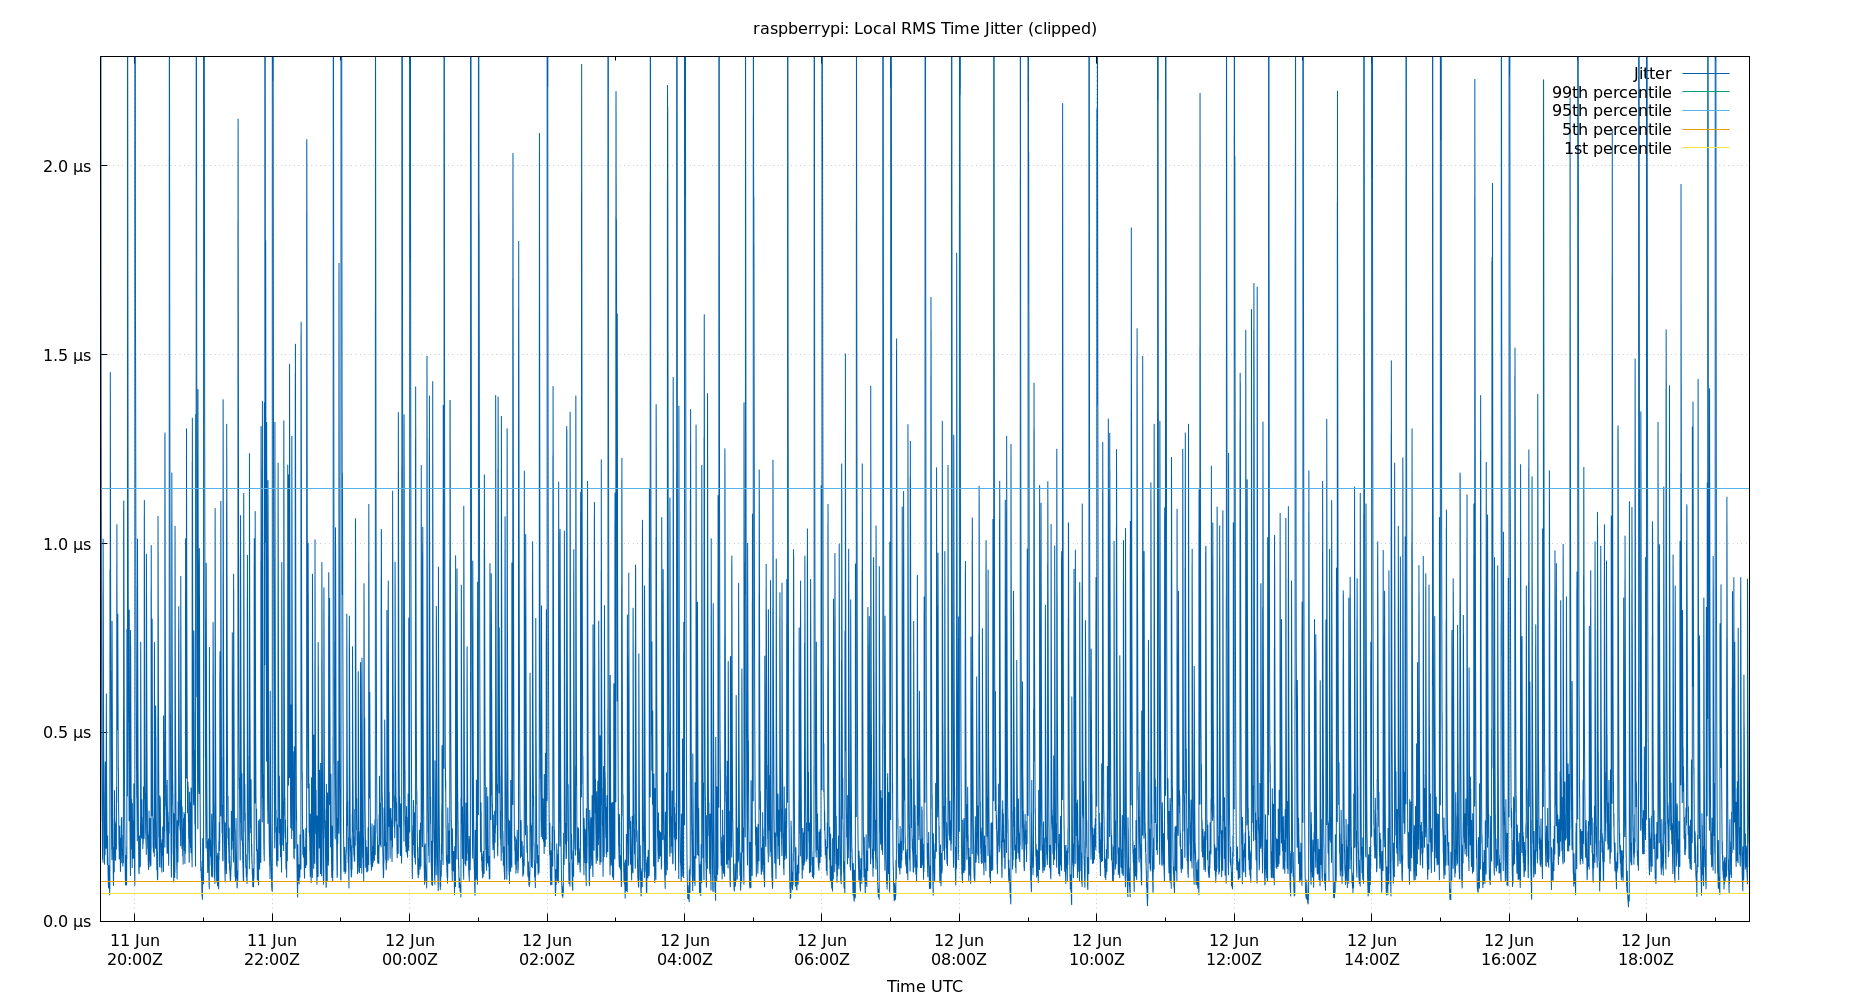 raspberrypi: Local RMS Time Jitter (clipped)
Jitter
99th percentile
95th percentile
5th percentile
1st percentile
2.0 μs
1.5 μs
1.0 μs
0.5 μs
0.0 μs
11 Jun 11 Jun 12 Jun 12 Jun 12 Jun 12 Jun 12 Jun 12 Jun 12 Jun 12 Jun 12 Jun 12 Jun
20:00Z 22:00Z 00:00Z 02:00Z 04:00Z 06:00Z 08:00Z 10:00Z 12:00Z 14:00Z 16:00Z 18:00Z
Time UTC